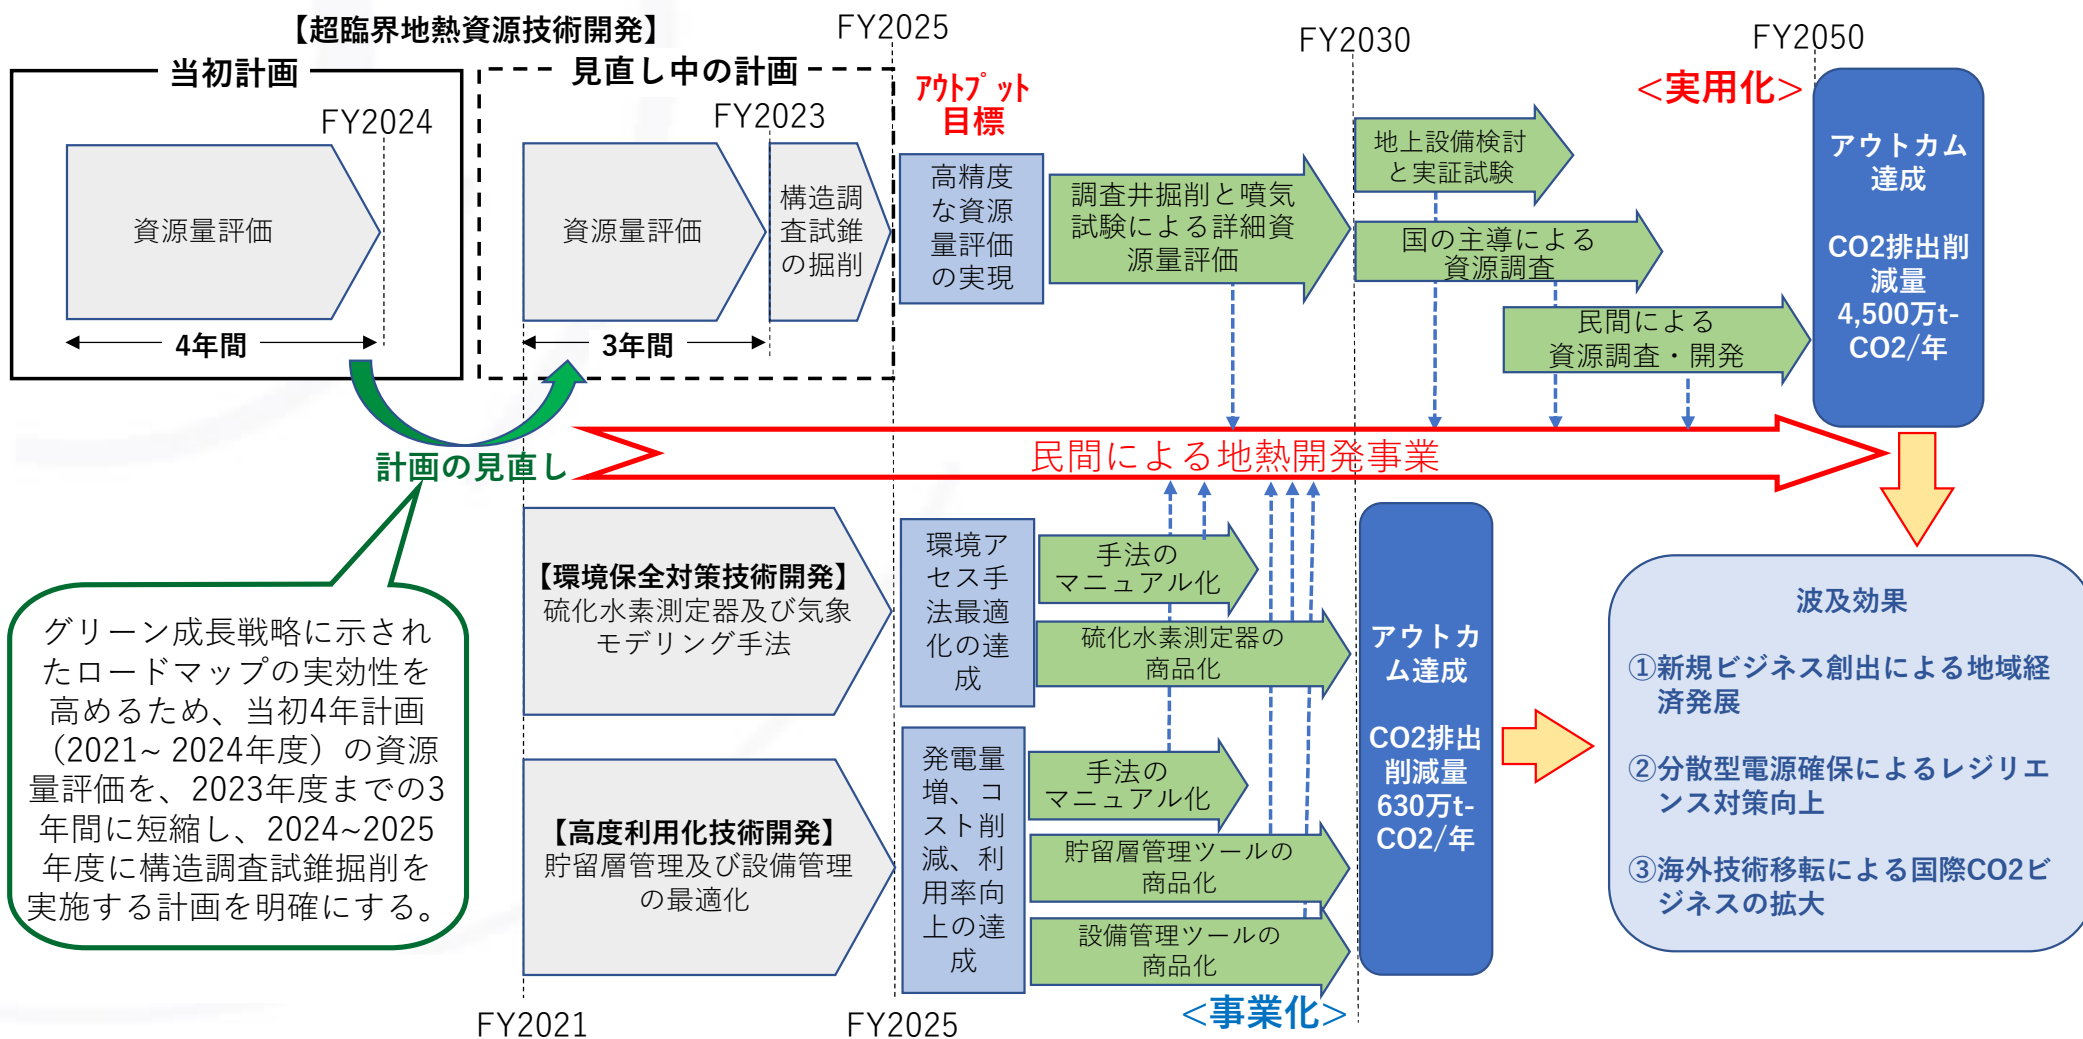 【超臨界地熱資源技術開発】
FY2025
FY2030
FY2050
当初計画
FY2024
資源量評価
4年間
見直し中の計画
FY2023
資源量評価
構造調
査試錐
の掘削
3年間
ｱｳﾄﾌﾟｯﾄ
目標
高精度
な資源
量評価
の実現
調査井掘削と噴気
試験による詳細資
源量評価
地上設備検討
と実証試験
国の主導による
資源調査
民間による
資源調査・開発
<実用化>
アウトカム
達成
CO2排出削
減量
4,500万t-
CO2/年
計画の見直し
民間による地熱開発事業
グリーン成長戦略に示され
たロードマップの実効性を
高めるため、当初4年計画
（2021~ 2024年度）の資源
量評価を、2023年度までの3
年間に短縮し、2024~2025
年度に構造調査試錐掘削を
実施する計画を明確にする。
【環境保全対策技術開発】
硫化水素測定器及び気象
モデリング手法
環境ア
セス手
法最適
化の達
成
手法の
マニュアル化
硫化水素測定器の
商品化
【高度利用化技術開発】
貯留層管理及び設備管理
の最適化
発電量
増、コ
スト削
減、利
用率向
上の達
成
手法の
マニュアル化
貯留層管理ツールの
商品化
設備管理ツールの
商品化
アウトカ
ム達成
CO2排出
削減量
630万t-
CO2/年
波及効果
①新規ビジネス創出による地域経
済発展
②分散型電源確保によるレジリエ
ンス対策向上
③海外技術移転による国際CO2ビ
ジネスの拡大
FY2021
FY2025
<事業化>